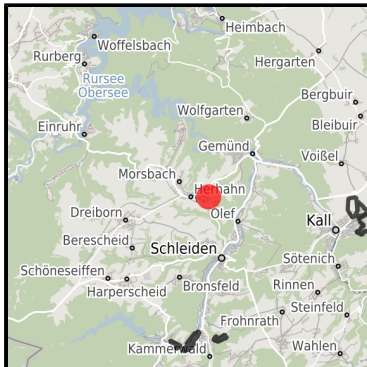 Heimbach
Woffelsbach
Rurberg
Hergarten
Rursee
Obersee
Bergbuir
Wolfgarten
Bleibuir
Einruhr
Gemünd
Voißel
Morsbach
Herhahn
Dreiborn
Olef
Kall
Berescheid
Schleiden
Sötenich
Schöneseiffen
Harperscheid
Bronsfeld
Rinnen
Steinfeld
Frohnrath
Kammerwald
Wahlen